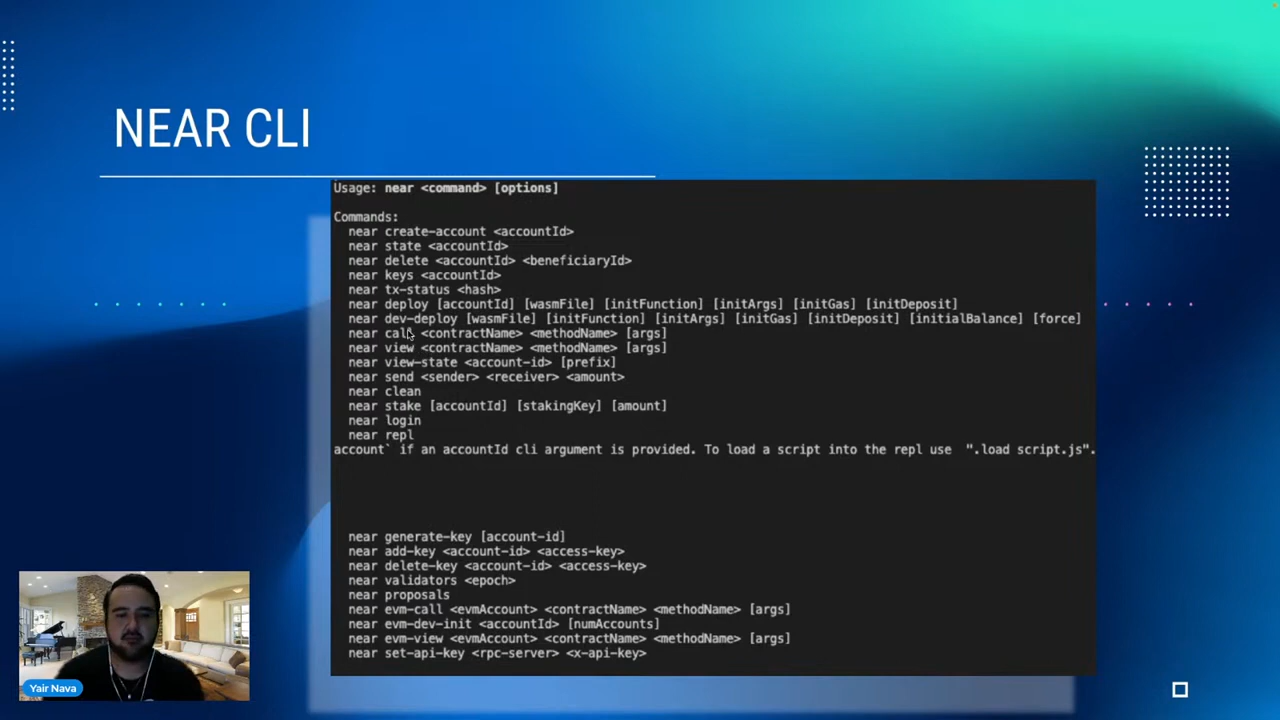 NEAR CLI
Usage: near <command> [options]
Commands:
near create-account <accountId>
near state <accountId>
near delete <accountId> <beneficiaryId>
near keys <accountId>
near tx-status <hash>
near deploy [accountId] [wasmFile] [initFunction] [initArgs] [initGas] [initDeposit]
near dev-deploy [wasmFile] [initFunction] [initArgs] [initGas] [initDeposit] [initialBalance] [force]
near call <contractName> <methodName> [args]
near view <contractName> <methodName> [args]
near view-state <account-id> [prefix]
near send <sender> <receiver> <amount>
near clean
near stake [accountId] [stakingKey] [amount]
near login
near repl
account` if an accountId cli argument is provided. To load a script into the repl use  ".load script.js".
near generate-key [account-id]
near add-key <account-id> <access-key>
near delete-key <account-id> <access-key>
near validators <epoch>
near proposals
near evm-call <evmAccount> <contractName> <methodName> [args]
near evm-dev-init <accountId> [numAccounts]
near evm-view <evmAccount> <contractName> <methodName> [args]
near set-api-key <rpc-server> <x-api-key>
Yair Nava